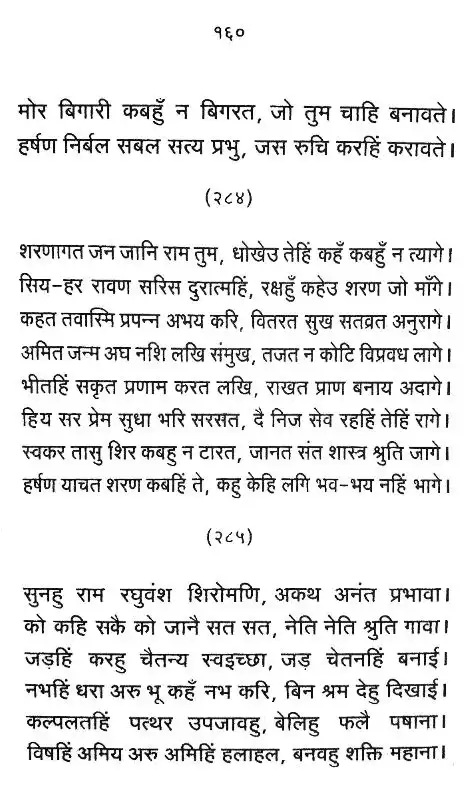 १६०
मोर बिगारी कबहुँ न बिगरत, जो तुम चाहि बनावते।
हर्षण निर्बल सबल सत्य प्रभु, जस रुचि करहिं करावते।
(२८४)
शरणागत जन जानि राम तुम, धोखेउ तेहिं कहँ कबहुँ न त्यागे।
सिय-हर रावण सरिस दुरात्महिं, रक्षहुँ कहेउ शरण जो माँगे।
कहत तवास्मि प्रपन्न अभय करि, वितरत सुख सतव्रत अनुरागे।
अमित जन्म अघ नशि लखि संमुख, तजत न कोटि विप्रवध लागे।
भीतहिं सकृत प्रणाम करत लखि, राखत प्राण बनाय अदागे।
हिय सर प्रेम सुधा भरि सरसत, दै निज सेव रहहिं तेहिं रागे।
स्वकर तासु शिर कबहु न टारत, जानत संत शास्त्र श्रुति जागे।
हर्षण याचत शरण कबहिं ते, कहु केहि लगि भव-भय नहिं भागे।
(२८५)
सुनहु राम रघुवंश शिरोमणि, अकथ अनंत प्रभावा।
को कहि सकै को जानै सत सत, नेति नेति श्रुति गावा।
जड़हिं करहु चैतन्य स्वइच्छा, जड़ चेतनहिं बनाई।
नभहिं धरा अरु भू कहँ नभ करि, बिन श्रम देहु दिखाई।
कल्पलतहिं पत्थर उपजावहु, बेलिहु फलै पषाना।
विषहिं अमिय अरु अमिहिं हलाहल, बनवहु शक्ति महाना।